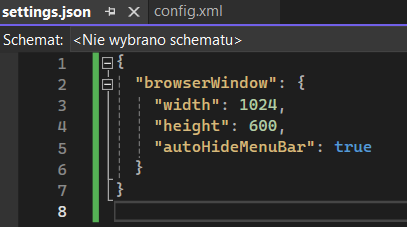 settings.json config.xml
Schemat: <Nie wybrano schematu>
1 {
2 "browserWindow": {
3 "width": 1024,
4 "height": 600,
5 "autoHideMenuBar": true
6 }
7 }
8